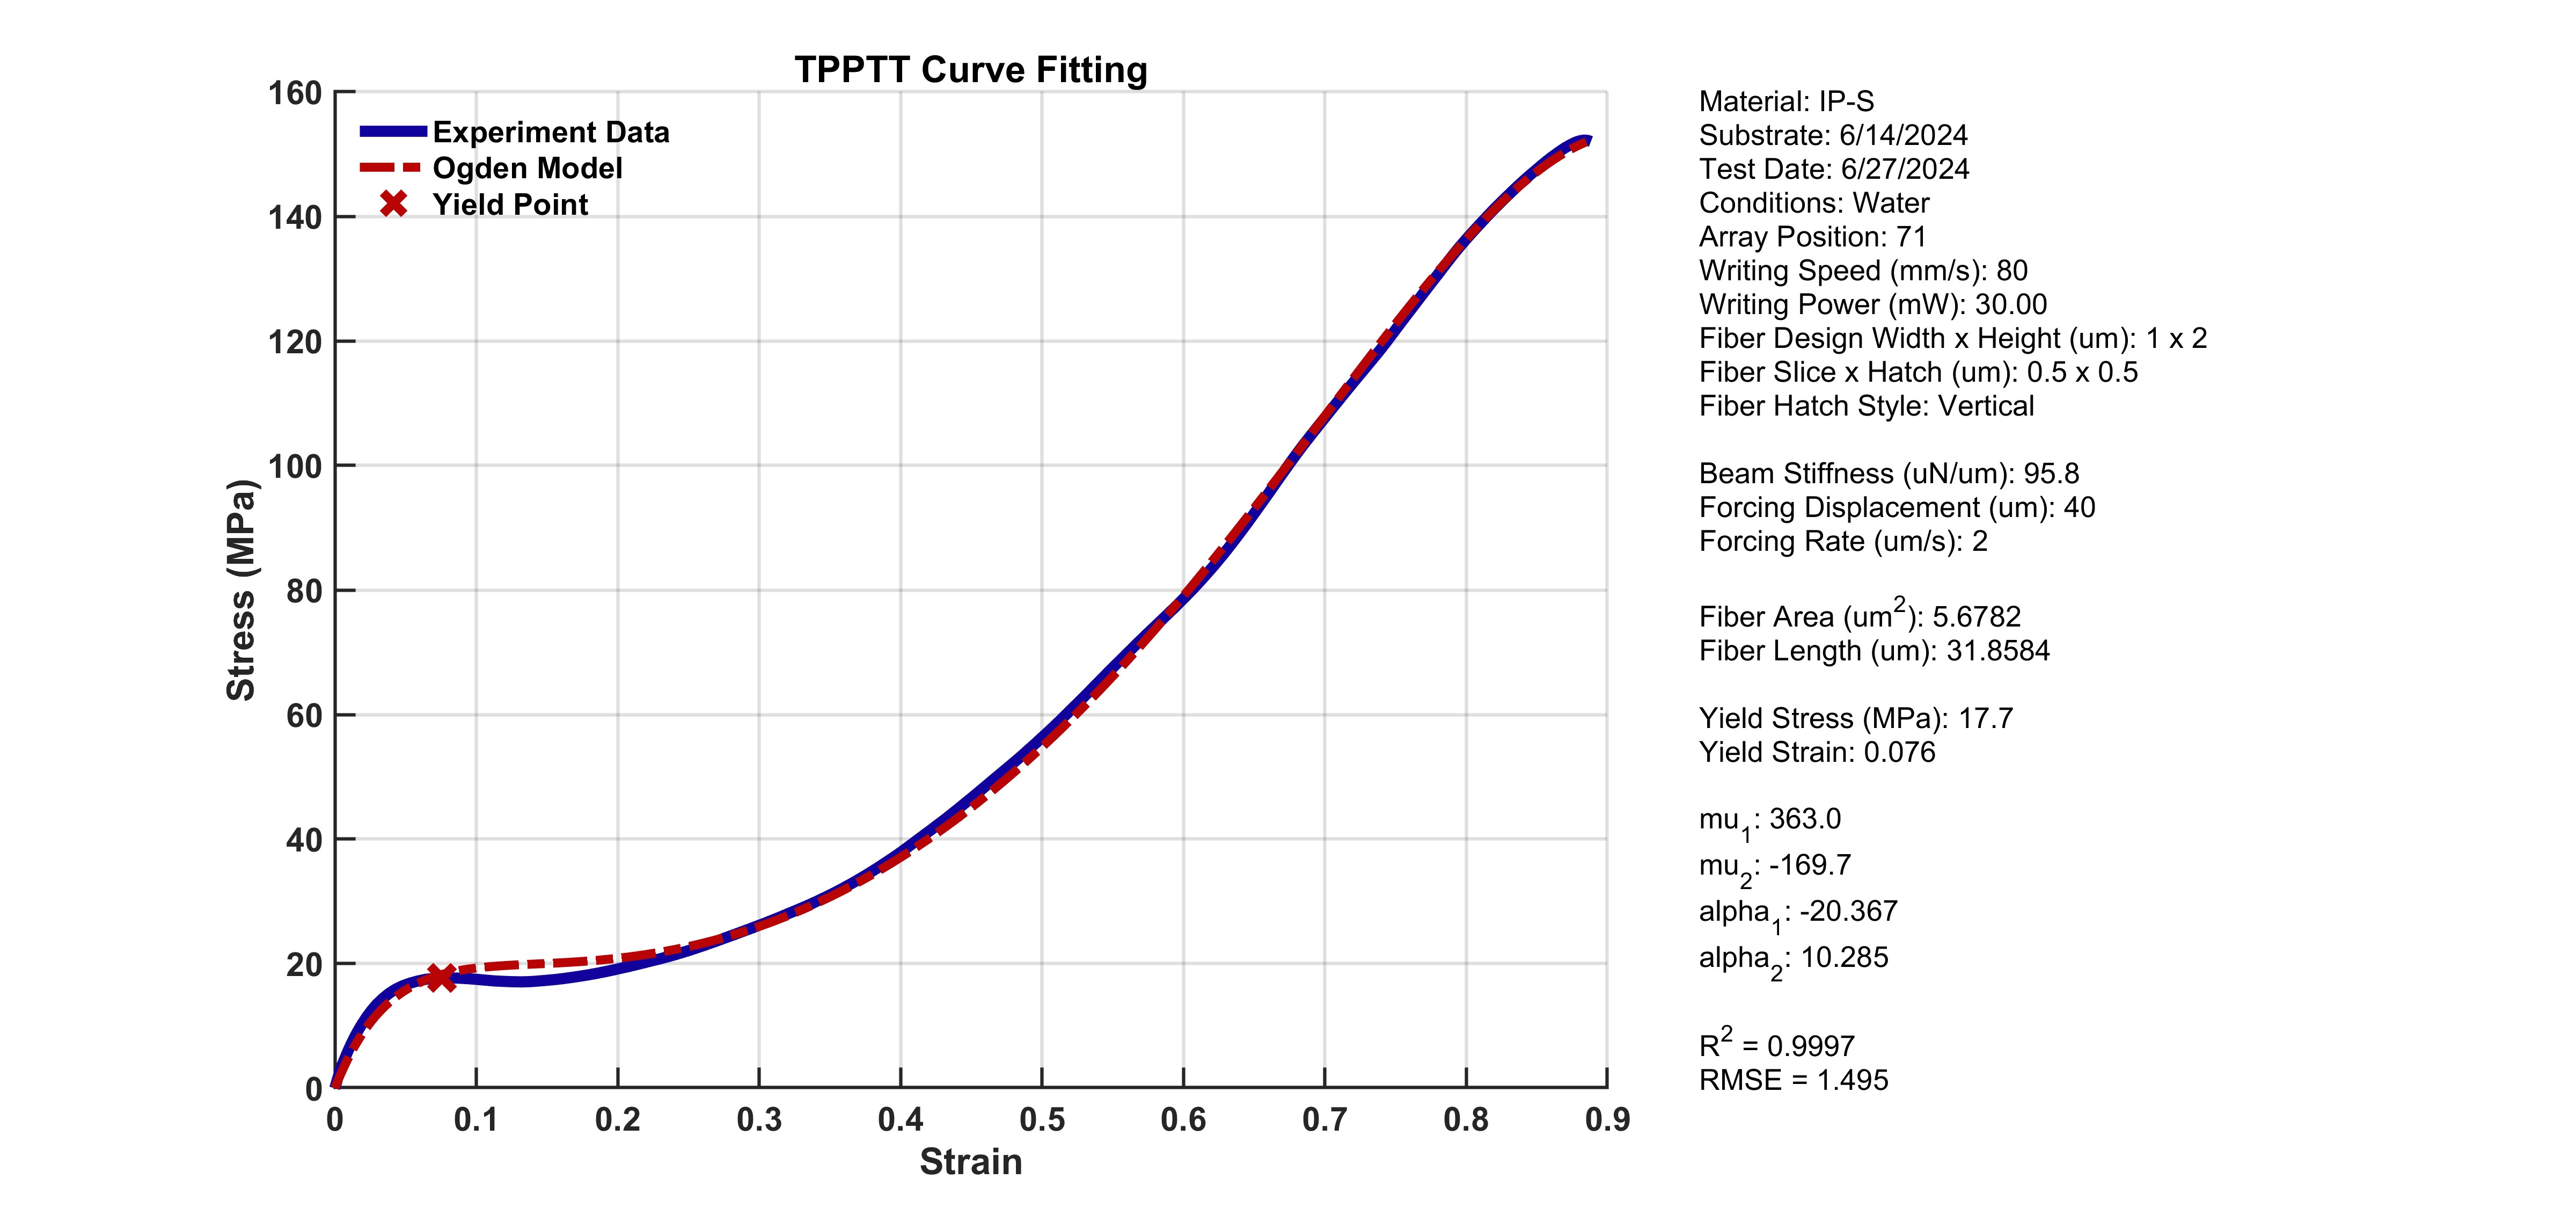 TPPTT Curve Fitting
160
140
120
100
80
60
40
20
0
Stress (MPa)
Experiment Data
Ogden Model
Yield Point
0 0.1 0.2 0.3 0.4 0.5 0.6 0.7 0.8 0.9
Strain
Material: IP-S
Substrate: 6/14/2024
Test Date: 6/27/2024
Conditions: Water
Array Position: 71
Writing Speed (mm/s): 80
Writing Power (mW): 30.00
Fiber Design Width x Height (um): 1 x 2
Fiber Slice x Hatch (um): 0.5 x 0.5
Fiber Hatch Style: Vertical
Beam Stiffness (uN/um): 95.8
Forcing Displacement (um): 40
Forcing Rate (um/s): 2
Fiber Area (um²): 5.6782
Fiber Length (um): 31.8584
Yield Stress (MPa): 17.7
Yield Strain: 0.076
mu₁: 363.0
mu₂: -169.7
alpha₁: -20.367
alpha₂: 10.285
R² = 0.9997
RMSE = 1.495